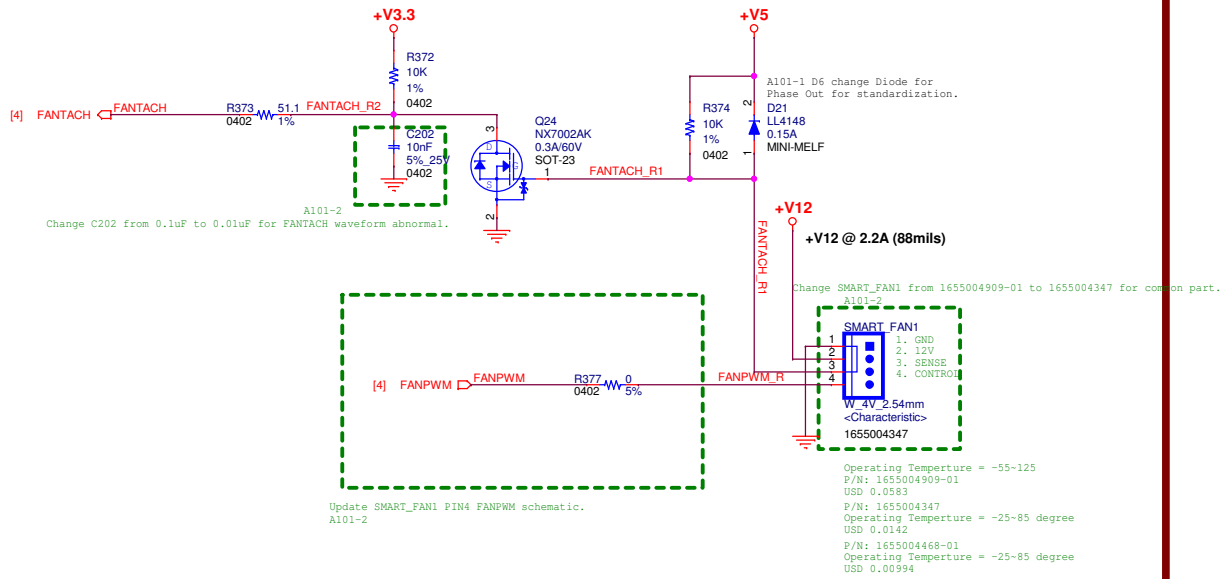 +V3.3
+V5
R372
10K
1%
0402
A101-1 D6 change Diode for
Phase Out for standardization.
[4] FANTACH
FANTACH
R373
0402
51.1
1%
FANTACH_R2
C202
10nF
5%_25V
0402
3
D
G
S
2
Q24
NX7002AK
0.3A/60V
SOT-23
1
FANTACH_R1
R374
10K
1%
0402
2
D21
LL4148
0.15A
MINI-MELF
1
A101-2
Change C202 from 0.1uF to 0.01uF for FANTACH waveform abnormal.
+V12
+V12 @ 2.2A (88mils)
FANTACH_R1
Change SMART_FAN1 from 1655004909-01 to 1655004347 for common part.
A101-2
SMART_FAN1
1
2
3
4
1. GND
2. 12V
3. SENSE
4. CONTROL
[4] FANPWM
FANPWM
R377
0402
0
5%
FANPWM_R
W_4V_2.54mm
<Characteristic>
1655004347
Operating Temperture = -55~125
P/N: 1655004909-01
USD 0.0583
P/N: 1655004347
Operating Temperture = -25~85 degree
USD 0.0142
P/N: 1655004468-01
Operating Temperture = -25~85 degree
USD 0.00994
Update SMART_FAN1 PIN4 FANPWM schematic.
A101-2